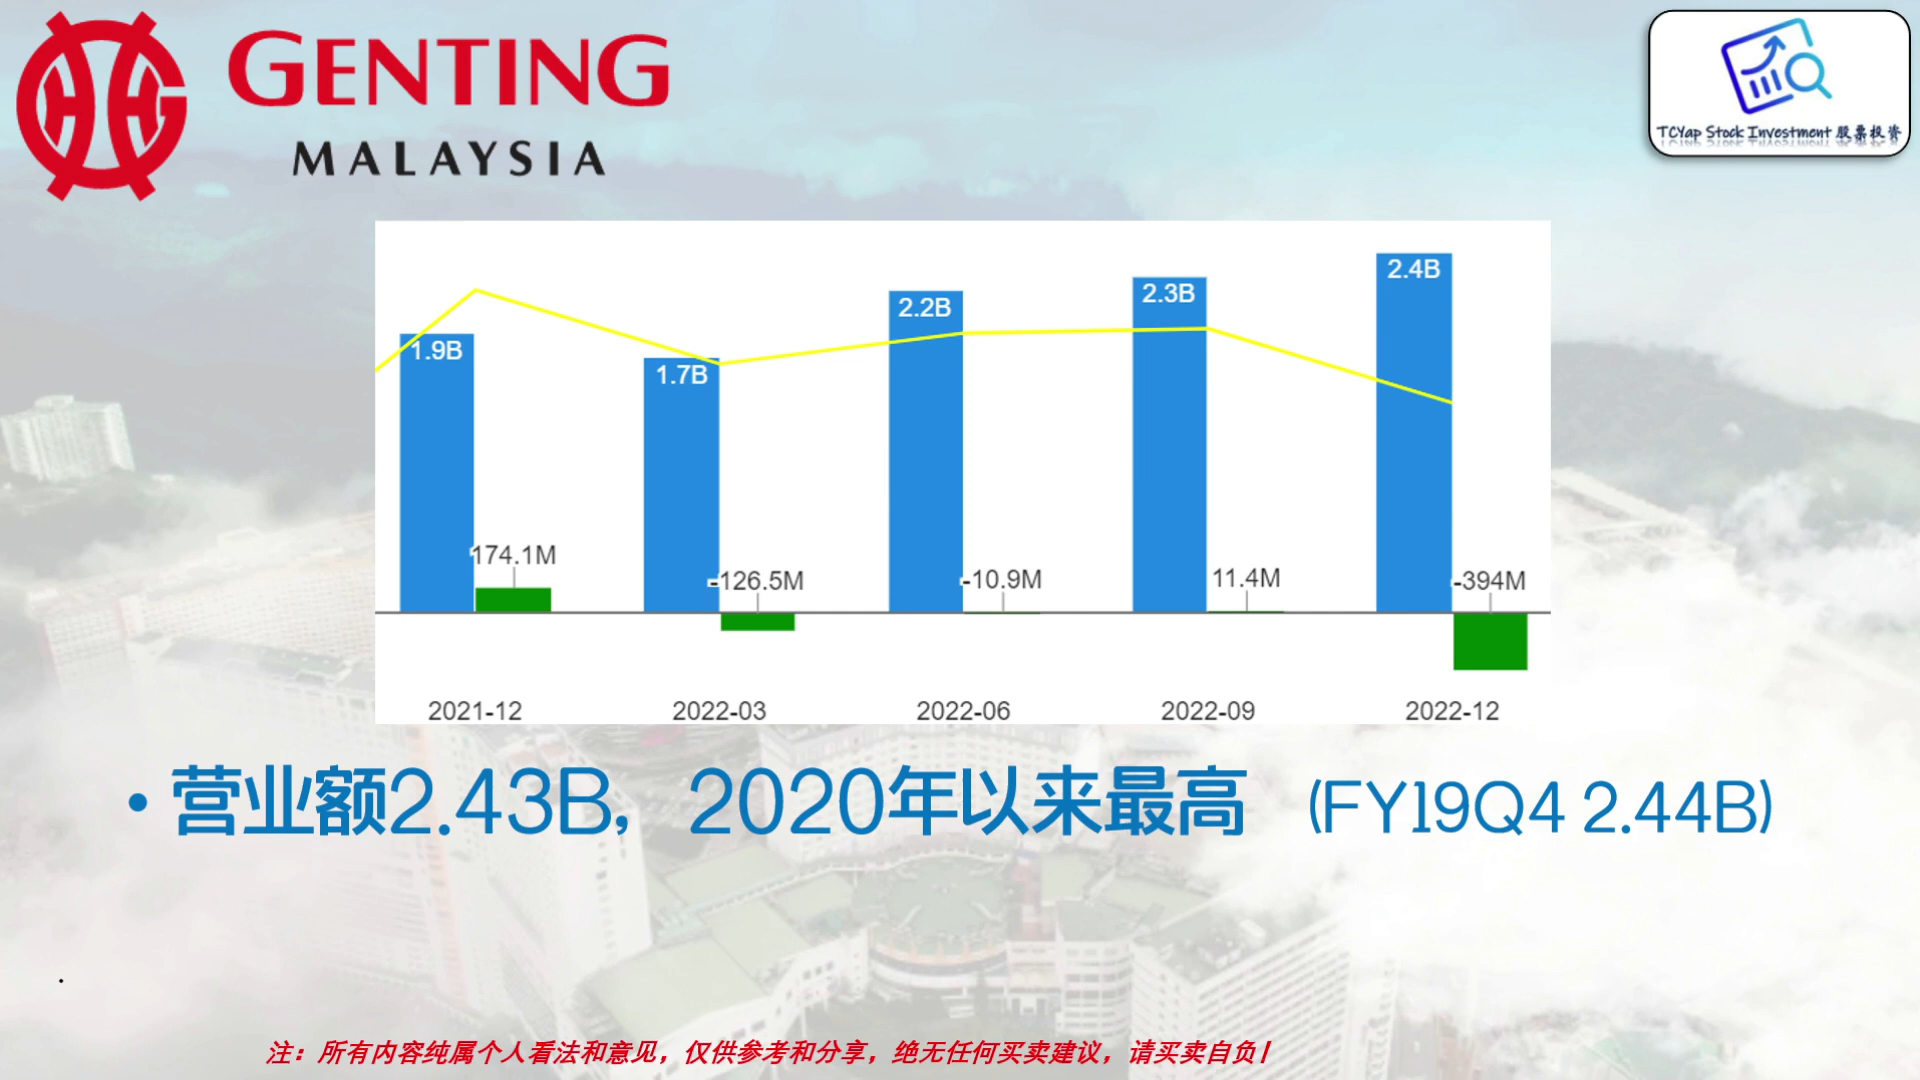 GENTING
MALAYSIA
TCYap Stock Investment 股票投资
1.9B
1.7B
2.2B
2.3B
2.4B
174.1M
-126.5M
-10.9M
11.4M
-394M
2021-12
2022-03
2022-06
2022-09
2022-12
• 营业额2.43B，2020年以来最高 (FY19Q4 2.44B)
注：所有内容纯属个人看法和意见，仅供参考和分享，绝无任何买卖建议，请买卖自负！